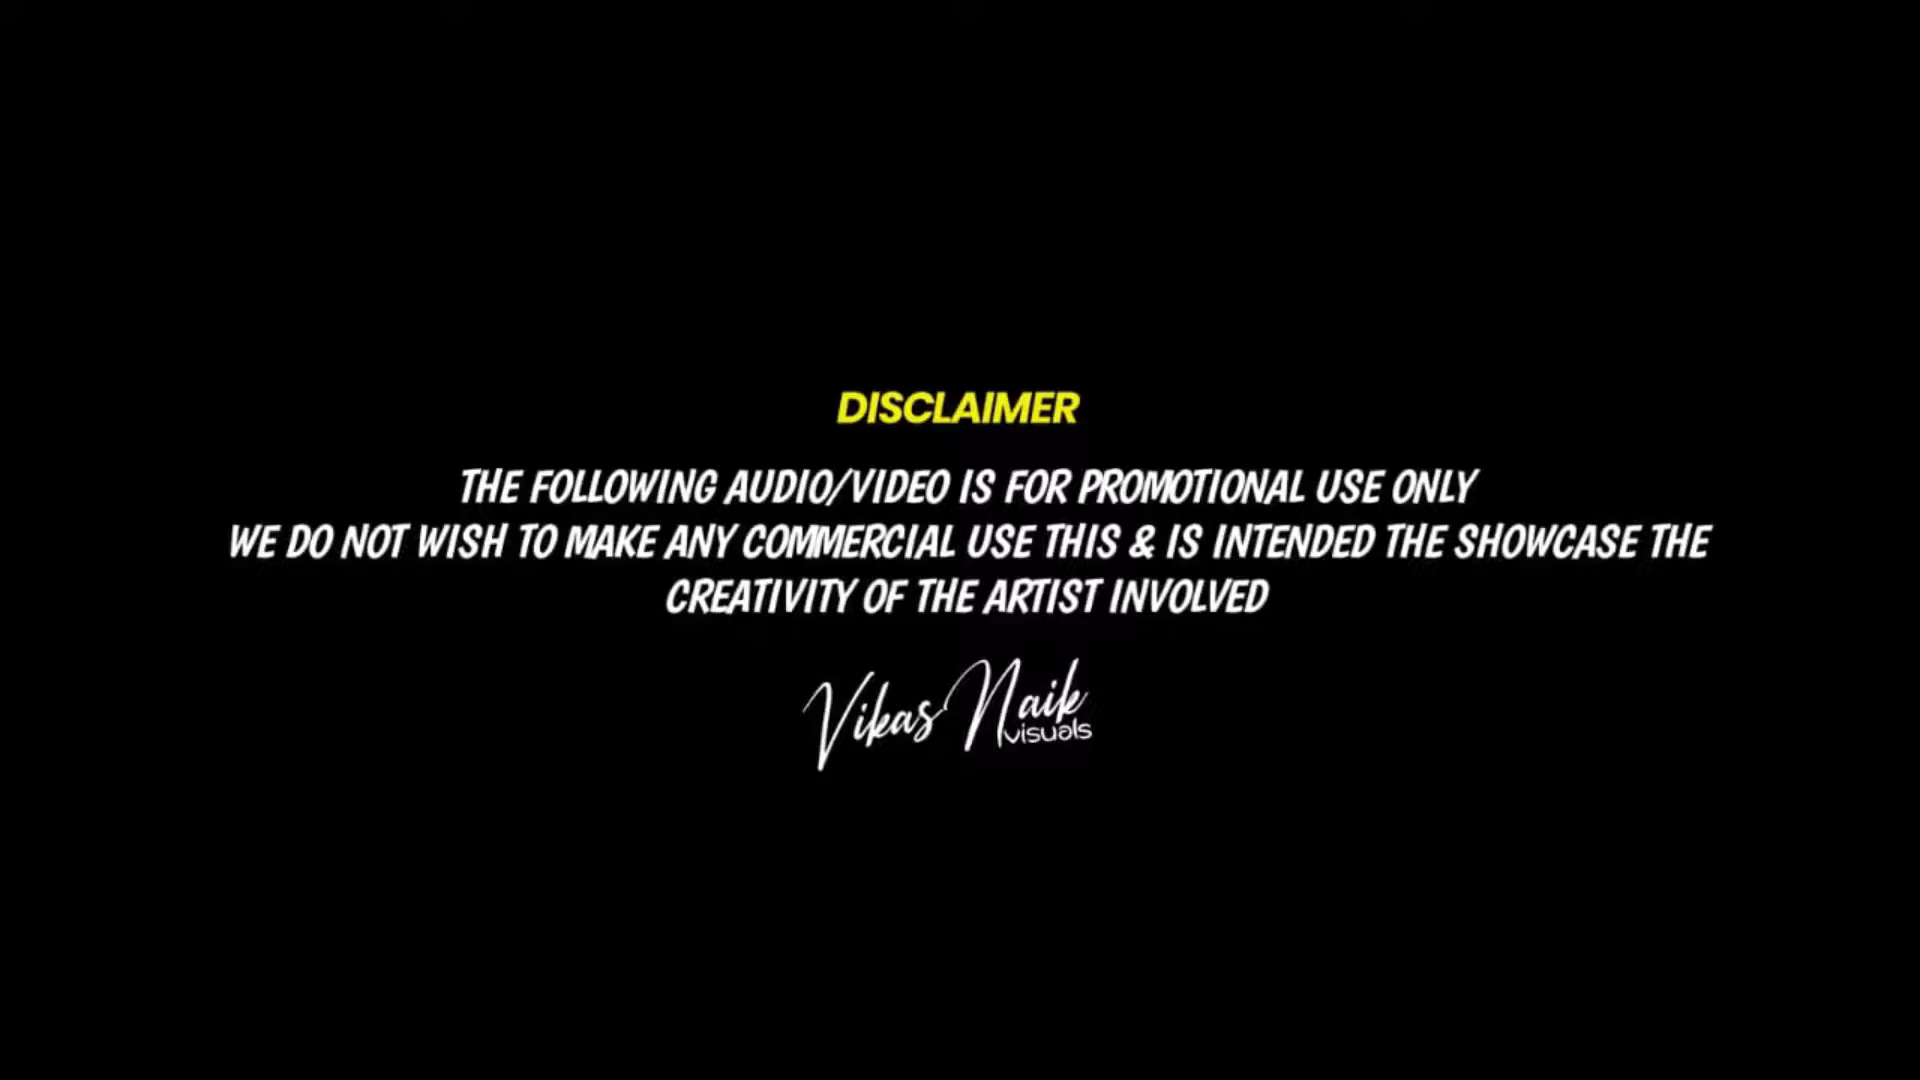 DISCLAIMER
THE FOLLOWING AUDIO/VIDEO IS FOR PROMOTIONAL USE ONLY
WE DO NOT WISH TO MAKE ANY COMMERCIAL USE THIS & IS INTENDED THE SHOWCASE THE
CREATIVITY OF THE ARTIST INVOLVED
Vikas Naik
visuals